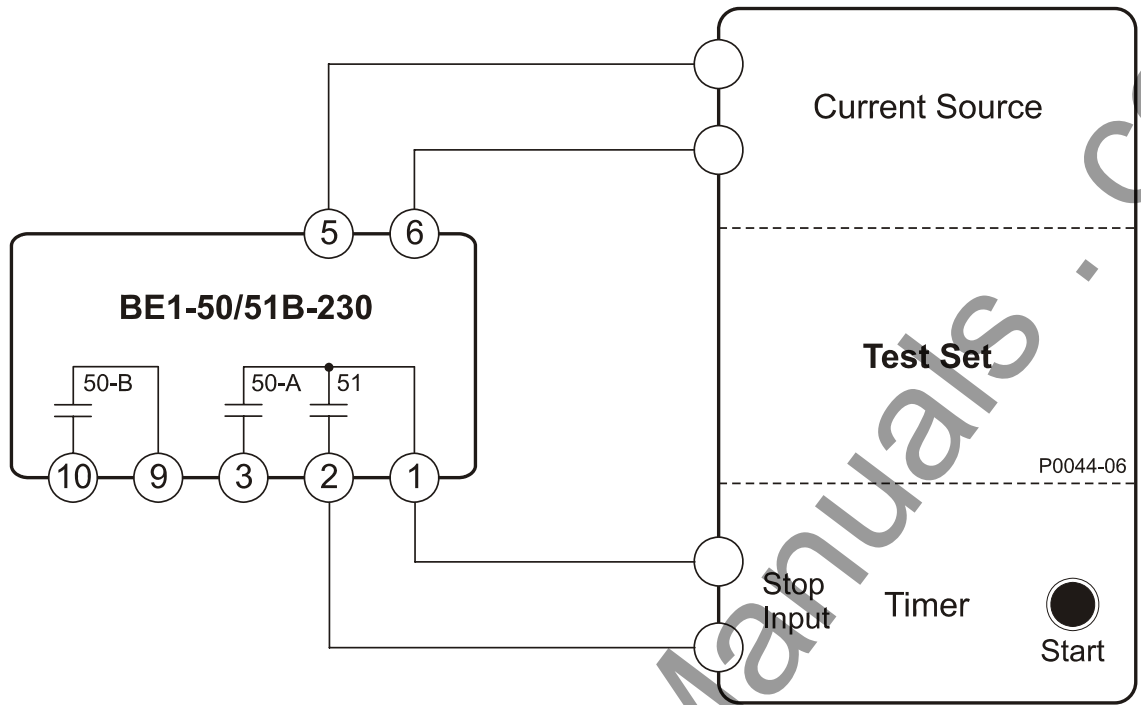 Current Source
5 6
BE1-50/51B-230
50-B 50-A 51
Test Set
10 9 3 2 1
P0044-06
Stop
Input
Timer
Start
Manuals . c